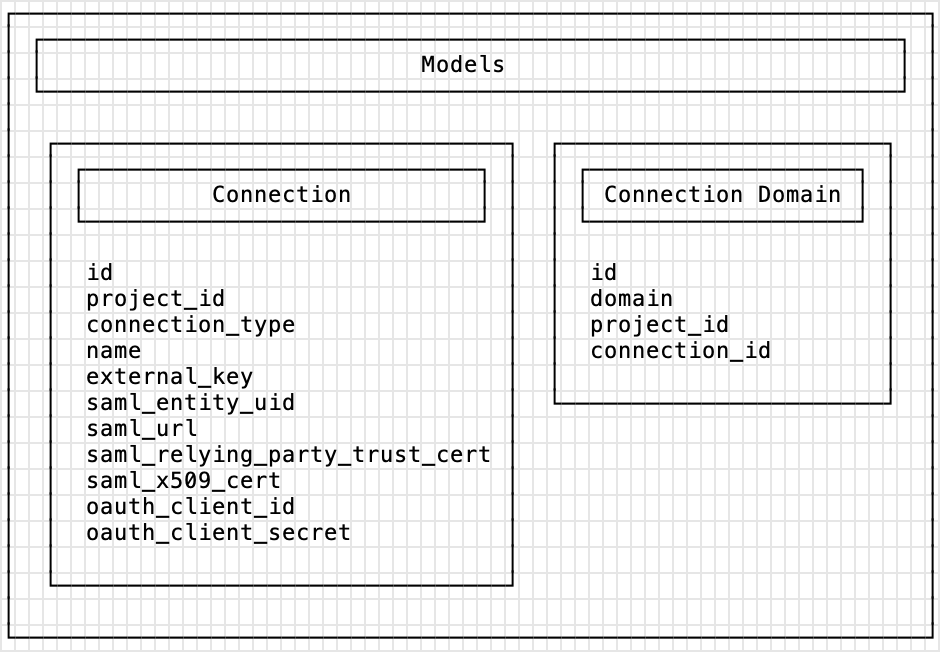 Models
Connection
id
project_id
connection_type
name
external_key
saml_entity_uid
saml_url
saml_relying_party_trust_cert
saml_x509_cert
oauth_client_id
oauth_client_secret
Connection Domain
id
domain
project_id
connection_id